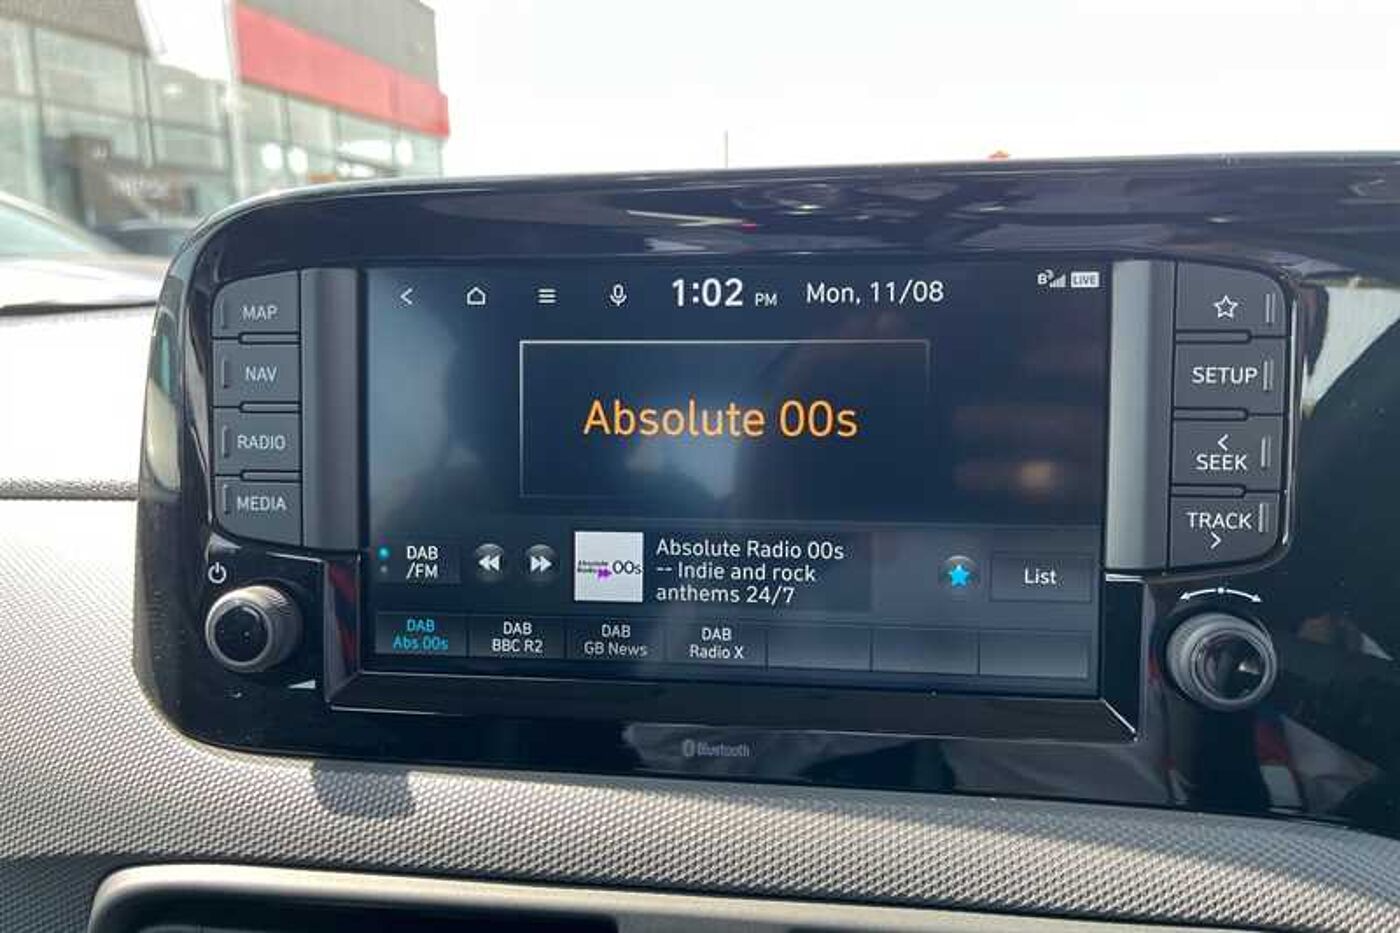 1:02 PM Mon, 11/08
LIVE
MAP
NAV
RADIO
MEDIA
Absolute 00s
DAB
/FM
Absolute
Radio 00s
Absolute Radio 00s
-- Indie and rock
anthems 24/7
List
DAB
Abs 00s
DAB
BBC R2
DAB
GB News
DAB
Radio X
SETUP
<
SEEK
TRACK
>
Bluetooth